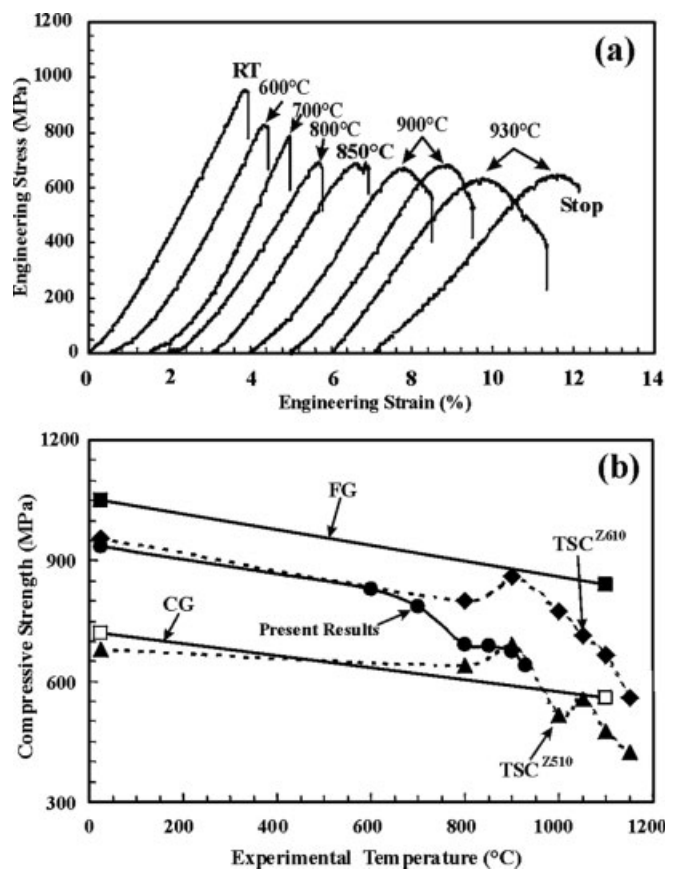 (a)
1200
1000
800
600
400
200
0
Engineering Stress (MPa)
RT
600°C
700°C
800°C
850°C
900°C
930°C
Stop
0 2 4 6 8 10 12 14
Engineering Strain (%)
(b)
1200
900
600
300
Compressive Strength (MPa)
FG
TSC Z610
CG
Present Results
TSC Z510
0 200 400 600 800 1000 1200
Experimental Temperature (°C)